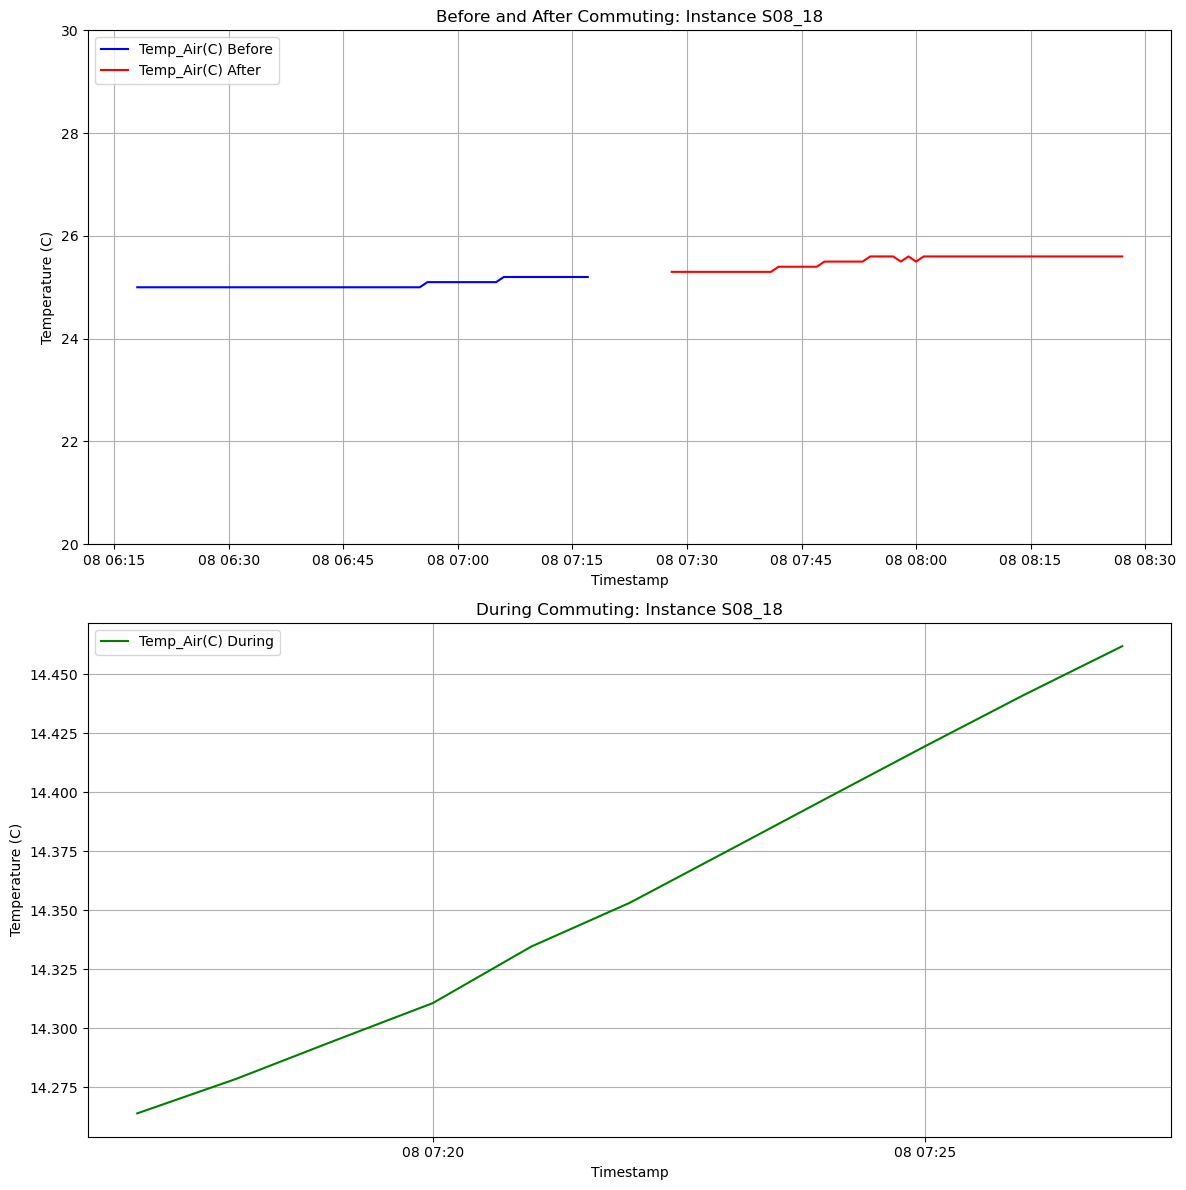 Before and After Commuting: Instance S08_18
Temp_Air(C) Before
Temp_Air(C) After
Temperature (C)
30
28
26
24
22
20
08 06:15 08 06:30 08 06:45 08 07:00 08 07:15 08 07:30 08 07:45 08 08:00 08 08:15 08 08:30
Timestamp
During Commuting: Instance S08_18
Temp_Air(C) During
Temperature (C)
14.450
14.425
14.400
14.375
14.350
14.325
14.300
14.275
08 07:20 08 07:25
Timestamp